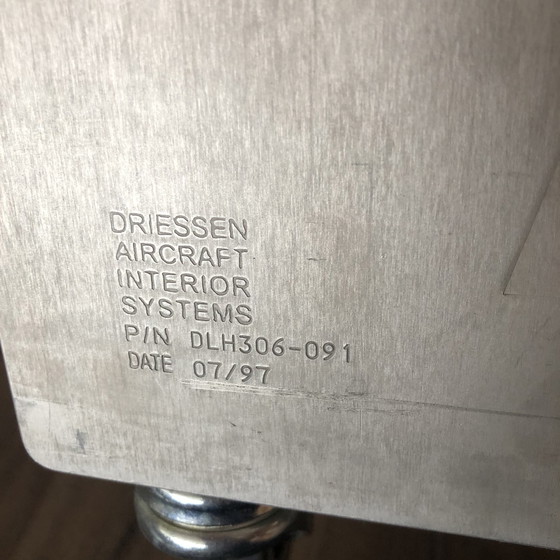 DRIESSEN
AIRCRAFT
INTERIOR
SYSTEMS
P/N DLH306-091
DATE 07/97